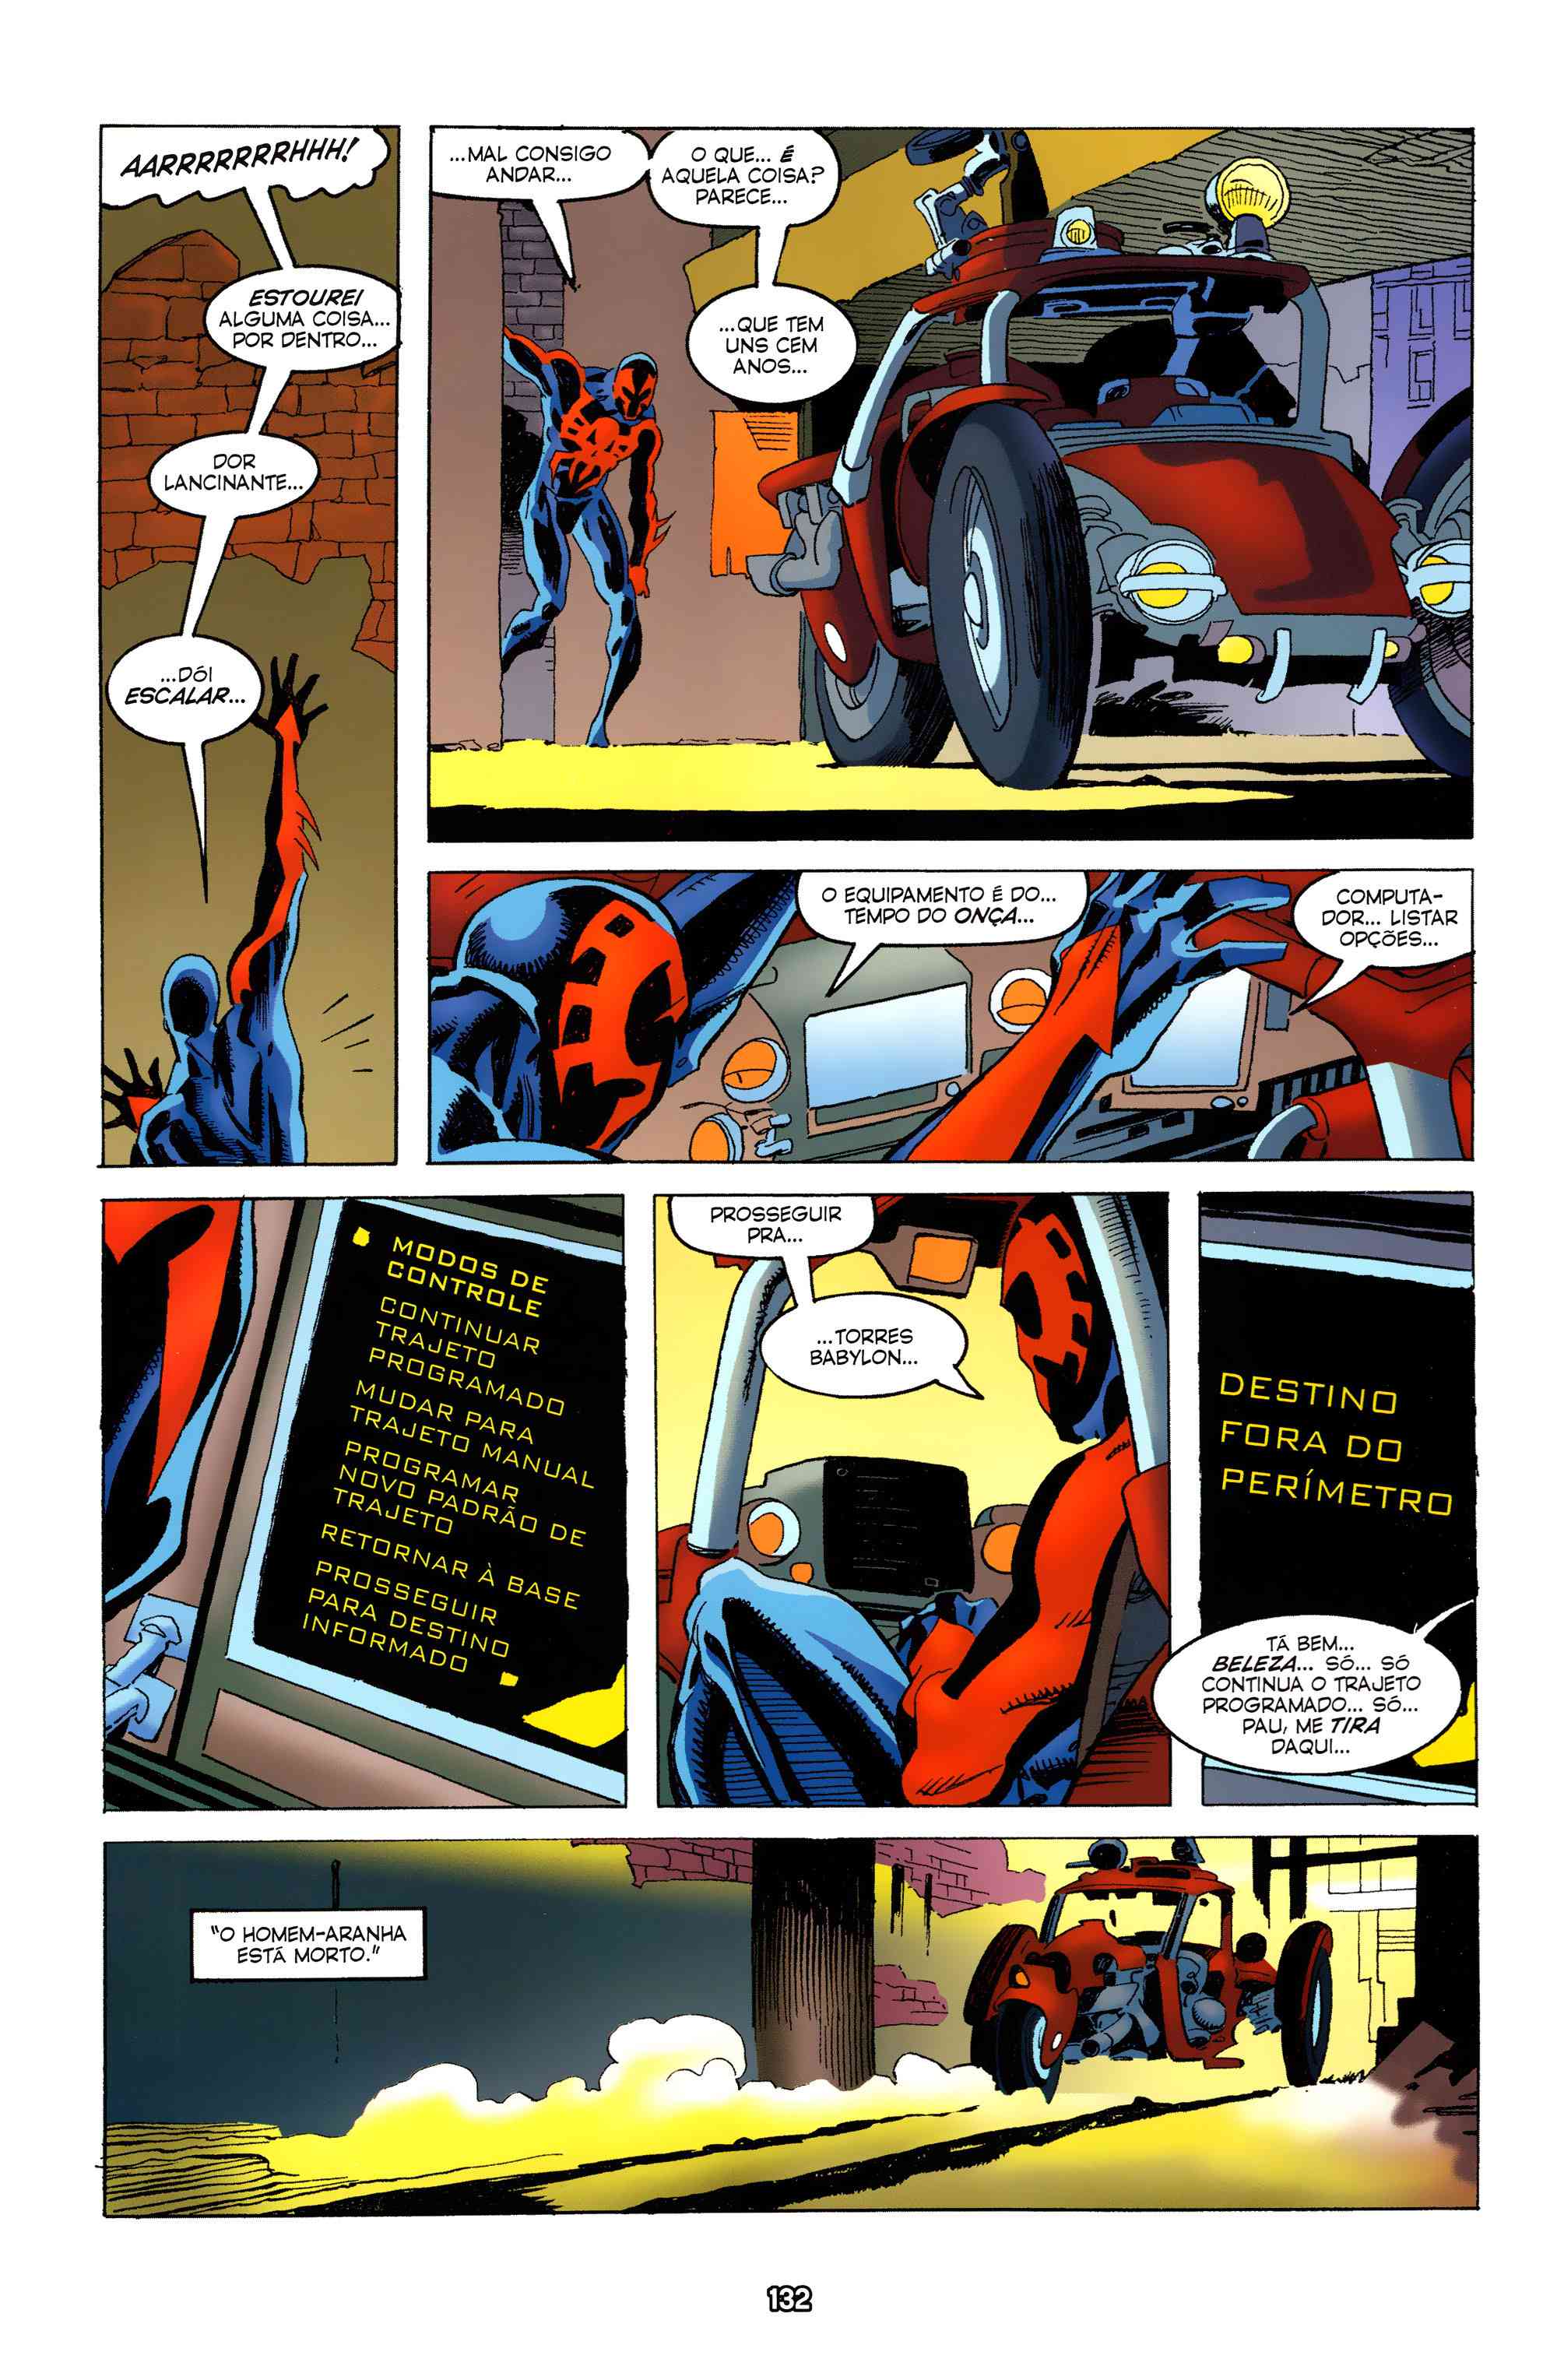 AARRRRRRRHHH!
ESTOUREI
ALGUMA COISA...
POR DENTRO...
DOR
LANCINANTE...
...DÓI
ESCALAR...
...MAL CONSIGO
ANDAR...
O QUE... É
AQUELA COISA?
PARECE...
...QUE TEM
UNS CEM
ANOS...
O EQUIPAMENTO É DO...
TEMPO DO ONÇA...
COMPUTA-
DOR... LISTAR
OPÇÕES...
MODOS DE
CONTROLE
CONTINUAR
TRAJETO
PROGRAMADO
MUDAR PARA
TRAJETO MANUAL
PROGRAMAR
NOVO PADRÃO DE
TRAJETO
RETORNAR À BASE
PROSSEGUIR
PARA DESTINO
INFORMADO
PROSSEGUIR
PRA...
...TORRES
BABYLON...
DESTINO
FORA DO
PERÍMETRO
TÁ BEM...
BELEZA... SÓ... SÓ
CONTINUA O TRAJETO
PROGRAMADO... SÓ...
PAU, ME TIRA
DAQUI...
"O HOMEM-ARANHA
ESTÁ MORTO."
132